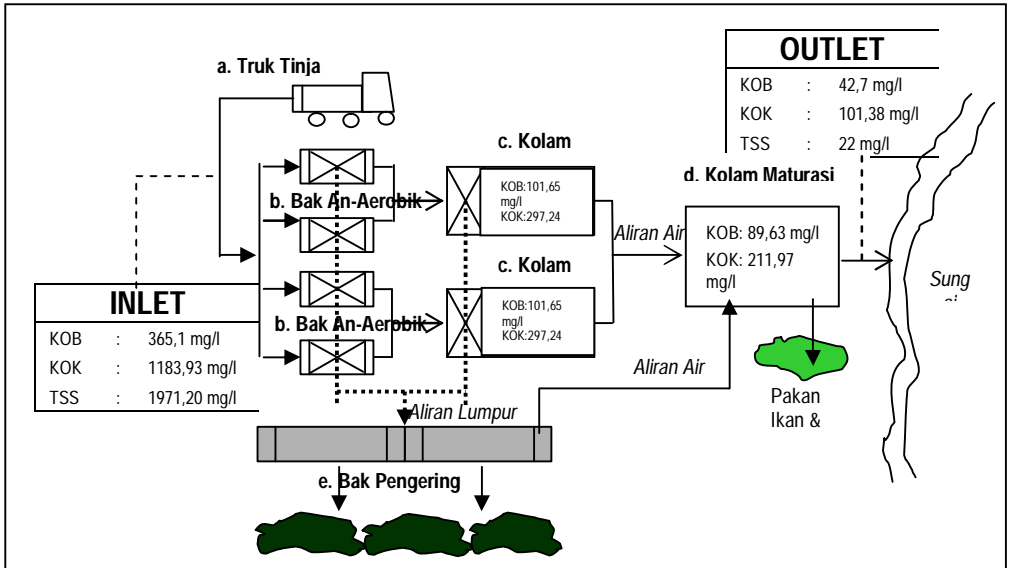 OUTLET
KOB : 42,7 mg/l
KOK : 101,38 mg/l
TSS : 22 mg/l
a. Truk Tinja
c. Kolam
d. Kolam Maturasi
KOB:101,65
mg/l
KOK:297,24
b. Bak An-Aerobik
Aliran Air
KOB: 89,63 mg/l
KOK: 211,97
mg/l
c. Kolam
Sung
INLET
KOB : 365,1 mg/l
KOK : 1183,93 mg/l
TSS : 1971,20 mg/l
b. Bak An-Aerobik
KOB:101,65
mg/l
KOK:297,24
Aliran Air
Pakan
Ikan &
Aliran Lumpur
e. Bak Pengering